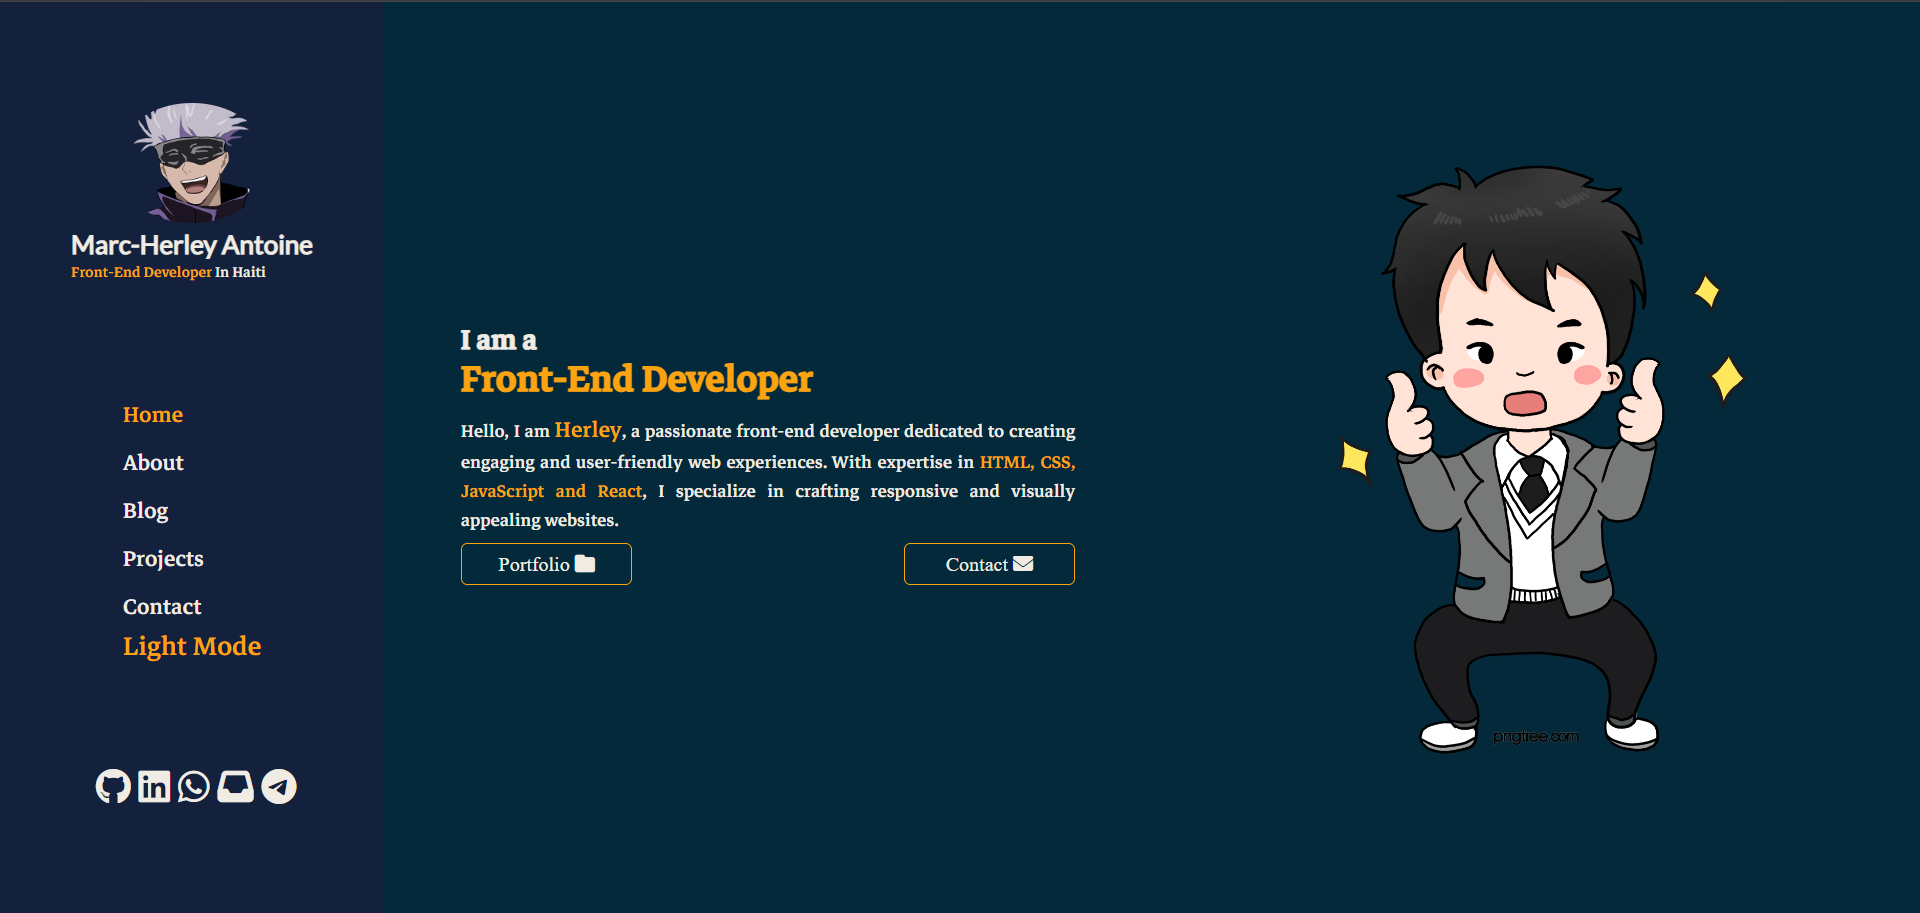 Marc-Herley Antoine
Front-End Developer In Haiti
Home
About
Blog
Projects
Contact
Light Mode
I am a
Front-End Developer
Hello, I am Herley, a passionate front-end developer dedicated to creating
engaging and user-friendly web experiences. With expertise in HTML, CSS,
JavaScript and React, I specialize in crafting responsive and visually
appealing websites.
Portfolio
Contact
pngtree.com